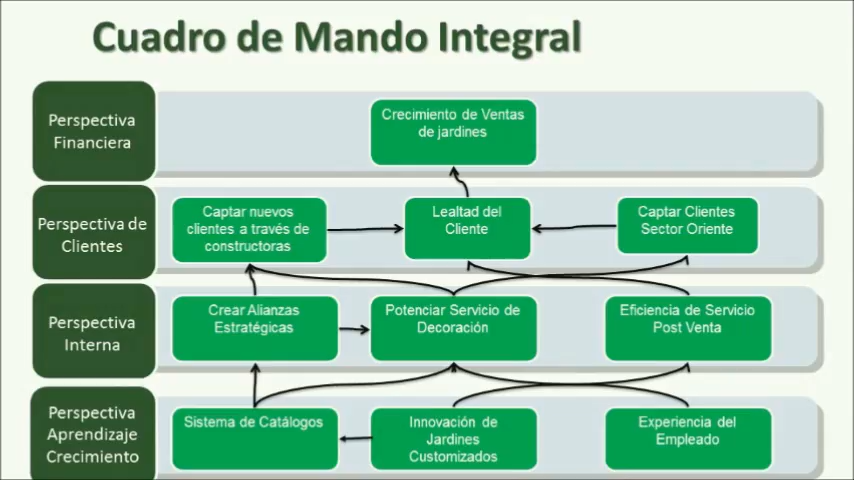 Cuadro de Mando Integral
Perspectiva
Financiera
Crecimiento de Ventas
de jardines
Perspectiva de
Clientes
Captar nuevos
clientes a través de
constructoras
Lealtad del
Cliente
Captar Clientes
Sector Oriente
Perspectiva
Interna
Crear Alianzas
Estratégicas
Potenciar Servicio de
Decoración
Eficiencia de Servicio
Post Venta
Perspectiva
Aprendizaje
Crecimiento
Sistema de Catálogos
Innovación de
Jardines
Customizados
Experiencia del
Empleado